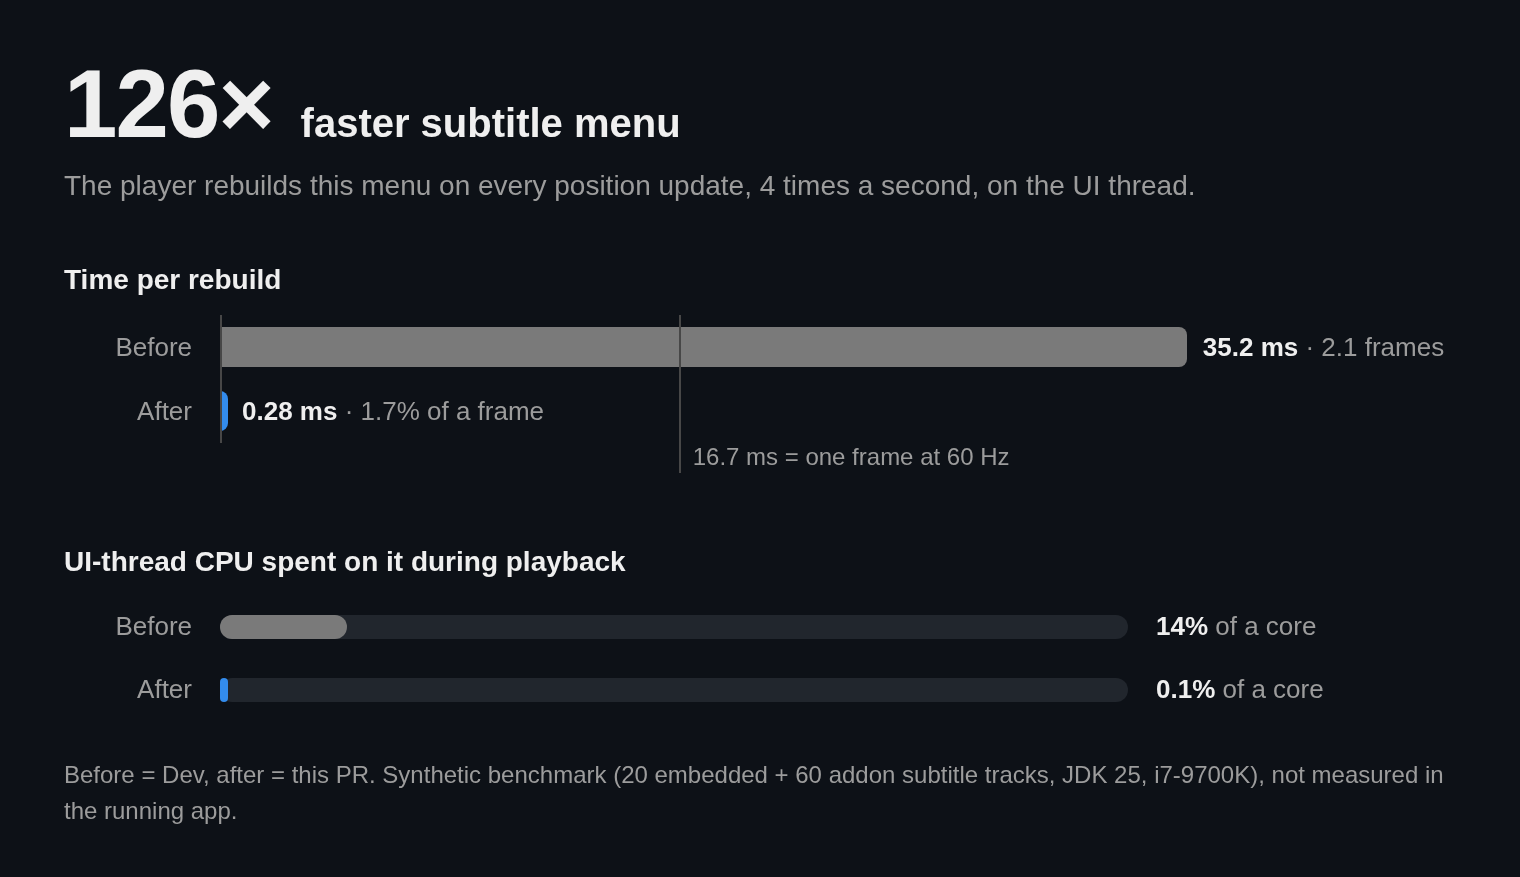 126× faster subtitle menu
The player rebuilds this menu on every position update, 4 times a second, on the UI thread.
Time per rebuild
Before 35.2 ms · 2.1 frames
After 0.28 ms · 1.7% of a frame
16.7 ms = one frame at 60 Hz
UI-thread CPU spent on it during playback
Before 14% of a core
After 0.1% of a core
Before = Dev, after = this PR. Synthetic benchmark (20 embedded + 60 addon subtitle tracks, JDK 25, i7-9700K), not measured in
the running app.